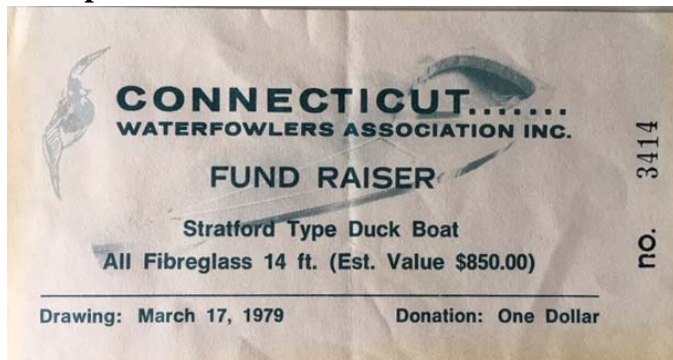 CONNECTICUT.......
WATERFOWLERS ASSOCIATION INC.
FUND RAISER
Stratford Type Duck Boat
All Fibreglass 14 ft. (Est. Value $850.00)
Drawing: March 17, 1979 Donation: One Dollar
no. 3414